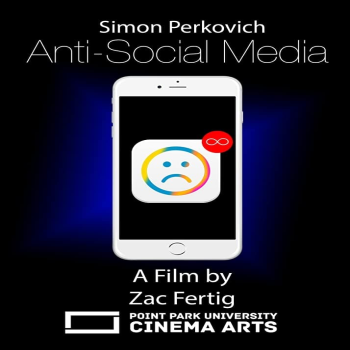 Simon Perkovich
Anti-Social Media
∞
A Film by
Zac Fertig
POINT PARK UNIVERSITY
CINEMA ARTS